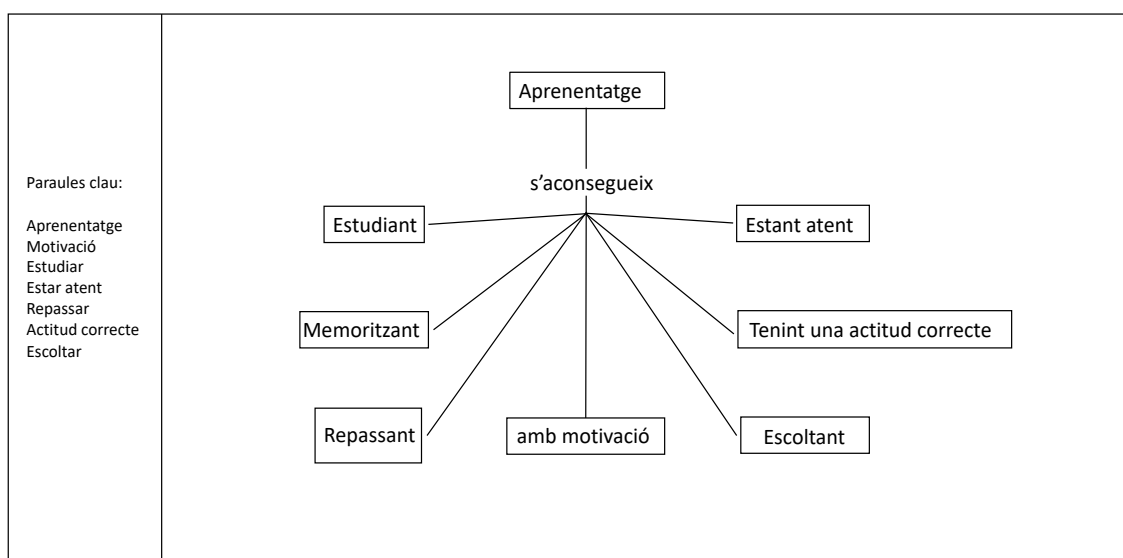 Paraules clau:
Aprenentatge
Motivació
Estudiar
Estar atent
Repassar
Actitud correcte
Escoltar
Aprenentatge
s’aconsegueix
Estudiant
Estant atent
Memoritzant
Tenint una actitud correcte
Repassant
amb motivació
Escoltant